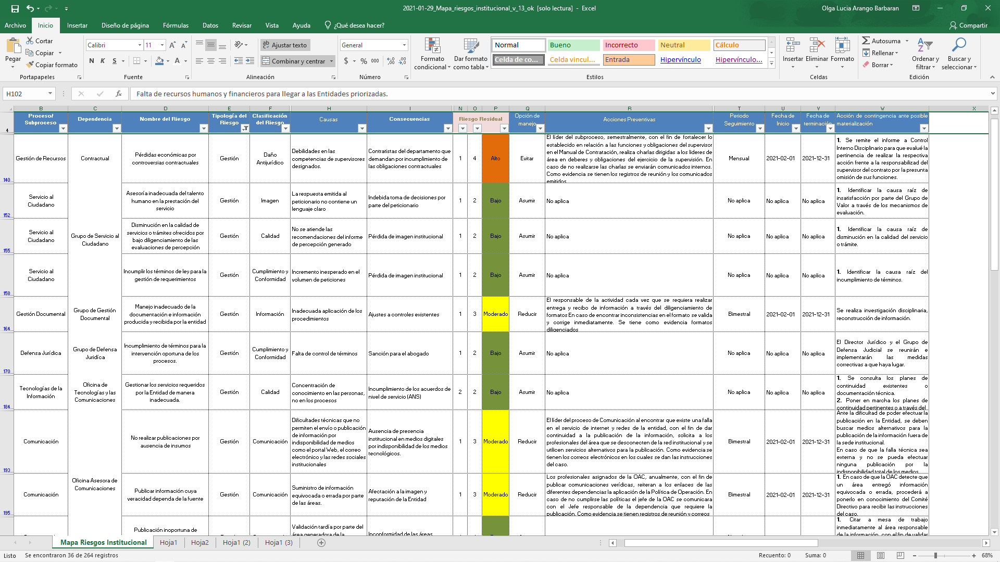 2021-01-29_Mapa_riesgos_institucional_v_13_ok [solo lectura] - Excel
Olga Lucia Arango Barbaran
Archivo
Inicio
Insertar
Diseño de página
Fórmulas
Datos
Revisar
Vista
Ayuda
¿Qué desea hacer?
Compartir
Pegar
Cortar
Copiar
Copiar formato
Portapapeles
Calibri
11
N K S
Fuente
Ajustar texto
Combinar y centrar
Alineación
General
$ % 000
Número
Formato
condicional
Dar formato
como tabla
Normal
Bueno
Incorrecto
Neutral
Cálculo
Celda de co...
Celda vincul...
Entrada
Hipervínculo
Hipervínculo...
Estilos
Insertar
Eliminar
Formato
Celdas
Autosuma
Rellenar
Borrar
Ordenar y
filtrar
Buscar y
seleccionar
Edición
H102
fx
Falta de recursos humanos y financieros para llegar a las Entidades priorizadas.
B C D E F H I N O P Q R T U V W X
4
Proceso/
Subproceso
Dependencia
Nombre del Riesgo
Tipología del
Riesgo
Clasificación
del Riesgo
Causas
Consecuencias
Riesgo Residual
Opción de
manejo
Acciones Preventivas
Periodo
Seguimiento
Fecha de
Inicio
Fecha de
terminación
Acción de contingencia ante posible
materialización
140
Gestión de Recursos
Contractual
Pérdidas económicas por
controversias contractuales
Gestión
Daño
Antijurídico
Debilidades en las
competencias de supervisores
designados.
Contratistas del departamento que
demandan por incumplimiento de
las obligaciones contractuales
1
4
Alto
Evitar
El líder del subproceso, semestralmente, con el fin de fortalecer lo
establecido en relación a las funciones y obligaciones del supervisor
en el Manual de Contratación, realiza charlas dirigidas a los lideres de
área en deberes y obligaciones del ejercicio de la supervisión. En
caso de no realizarse las charlas se enviarán comunicados internos.
Como evidencia se tienen los registros de reunión y los comunicados
emitidos
Mensual
2021-02-01
2021-12-31
1. Se remite el informe a Control
Interno Disciplinario para que evalué la
pertinencia de realizar la respectiva
acción frente a la responsabilidad del
supervisor del contrato por la presunta
omisión de sus funciones.
152
Servicio al
Ciudadano
Asesoría inadecuada del talento
humano en la prestación del
servicio
Gestión
Imagen
La respuesta emitida al
peticionario no contiene un
lenguaje claro
Indebida toma de decisiones por
parte del peticionario
1
2
Bajo
Asumir
No aplica
No aplica
No aplica
No aplica
1. Identificar la causa raíz de
insatisfacción por parte del Grupo de
Valor a través de los mecanismos de
evaluación.
155
Servicio al
Ciudadano
Grupo de Servicio al
Ciudadano
Disminución en la calidad de
servicios o trámites ofrecidos por
bajo diligenciamiento de las
evaluaciones de percepción
Gestión
Calidad
No se atiende las
recomendaciones del informe
de percepción generado
Pérdida de imagen institucional
1
2
Bajo
Asumir
No aplica
No aplica
No aplica
No aplica
1. Identificar la causa raíz de
disminución en la calidad del servicio
o trámite.
158
Servicio al
Ciudadano
Incumplir los términos de ley para la
gestión de requerimientos
Gestión
Cumplimiento y
Conformidad
Incremento inesperado en el
volumen de peticiones
Pérdida de imagen institucional
1
2
Bajo
Asumir
No aplica
No aplica
No aplica
No aplica
1. Identificar la causa raíz del
incumplimiento de términos.
164
Gestión Documental
Grupo de Gestión
Documental
Manejo inadecuado de la
documentación e información
producida y recibida por la entidad
Gestión
Información
Inadecuada aplicación de los
procedimientos
Ajustes a controles existentes
1
3
Moderado
Reducir
El responsable de la actividad cada vez que se requiera realizar
entrega y recibo de información a través del diligenciamiento de
formatos En caso de encontrar inconsistencias en el formato se valida
y corrige inmediatamente. Se tiene como evidencia formatos
diligenciados
Bimestral
2021-02-01
2021-12-31
Se realiza investigación disciplinaria,
reconstrucción de información.
170
Defensa Jurídica
Grupo de Defensa
Juridíca
Incumplimiento de términos para la
intervención oportuna de los
procesos.
Gestión
Cumplimiento y
Conformidad
Falta de control de términos
Sanción para el abogado
1
2
Bajo
Asumir
No aplica
No aplica
No aplica
No aplica
El Director Jurídico y el Grupo de
Defensa Judicial se reunirán e
implementarán las medidas
correctivas a que haya lugar.
184
Tecnologías de la
Información
Oficina de
Tecnologías y las
Comunicaciones
Gestionar los servicios requeridos
por la Entidad de manera
inadecuada.
Gestión
Calidad
Concentración de
conocimiento en las personas,
no en los procesos
Incumplimiento de los acuerdos de
nivel de servicio (ANS)
2
2
Bajo
Asumir
No aplica
No aplica
No aplica
No aplica
1. Se consulta los planes de
continuidad existentes o
documentación técnica.
2. Poner en marcha los planes de
continuidad pertinentes o a través del
193
Comunicación
No realizar publicaciones por
ausencia de insumos
Gestión
Comunicación
Dificultades técnicas que no
permiten el envío o publicación
de información por
indisponibilidad de medios
como el portal Web, el correo
electrónico y las redes sociales
institucionales
Ausencia de presencia
institucional en medios digitales
por indisponibilidad de los medios
tecnológicos.
1
3
Moderado
Reducir
El líder del proceso de Comunicación al encontrar que existe una falla
en el servicio de internet y redes de la entidad, con el fin de dar
continuidad a la publicación de la información, solicita a los
profesionales del área que se desconecten de la red institucional y se
utilicen servicios alternativos para la publicación. Como evidencia se
tienen los correos electrónicos en los cuales se dan las instrucciones
del caso.
Bimestral
2021-02-01
2021-12-31
Ante la dificultad de poder efectuar la
publicación en la Entidad, se deben
buscar medios alternativos para la
publicación de la información fuera de
la sede institucional.
En caso de que la falla técnica sea
externa y no se pueda efectuar
ninguna publicación por la
indisponibilidad total de los medios
195
Comunicación
Oficina Asesora de
Comunicaciones
Publicar información cuya
veracidad dependa de la fuente
Gestión
Comunicación
Suministro de información
equivocada o errada por parte
de las áreas.
Afectación a la imagen y
reputación de la Entidad
1
3
Moderado
Reducir
Los profesionales asignados de la OAC, anualmente, con el fin de
publicar comunicaciones verídicas, reiteran a los enlaces de las
diferentes dependencias la aplicación de la Política de Operación. En
caso de no cumplirse las políticas el jefe de la OAC se comunicara
con el Jefe responsable de la dependencia que requiere la
publicación. Como evidencia se tienen registros de reunión y correos
Bimestral
2021-02-01
2021-12-31
1. En caso de que la OAC detecte que
un área entregó información
equivocada o errada, procederá a
ponerlo en conocimiento del Comité
Directivo para recibir las instrucciones
del caso.
Publicación inoportuna de
Validación tardía por parte del
área generadora de la
Inconformidad de las áreas
1. Citar a mesa de trabajo
inmediatamente al área responsable
de la información, con el fin de validar
Mapa Riesgos Institucional
Hoja1
Hoja2
Hoja1 (2)
Hoja1 (3)
Listo
Se encontraron 36 de 264 registros
Recuento: 0
Suma: 0
68%